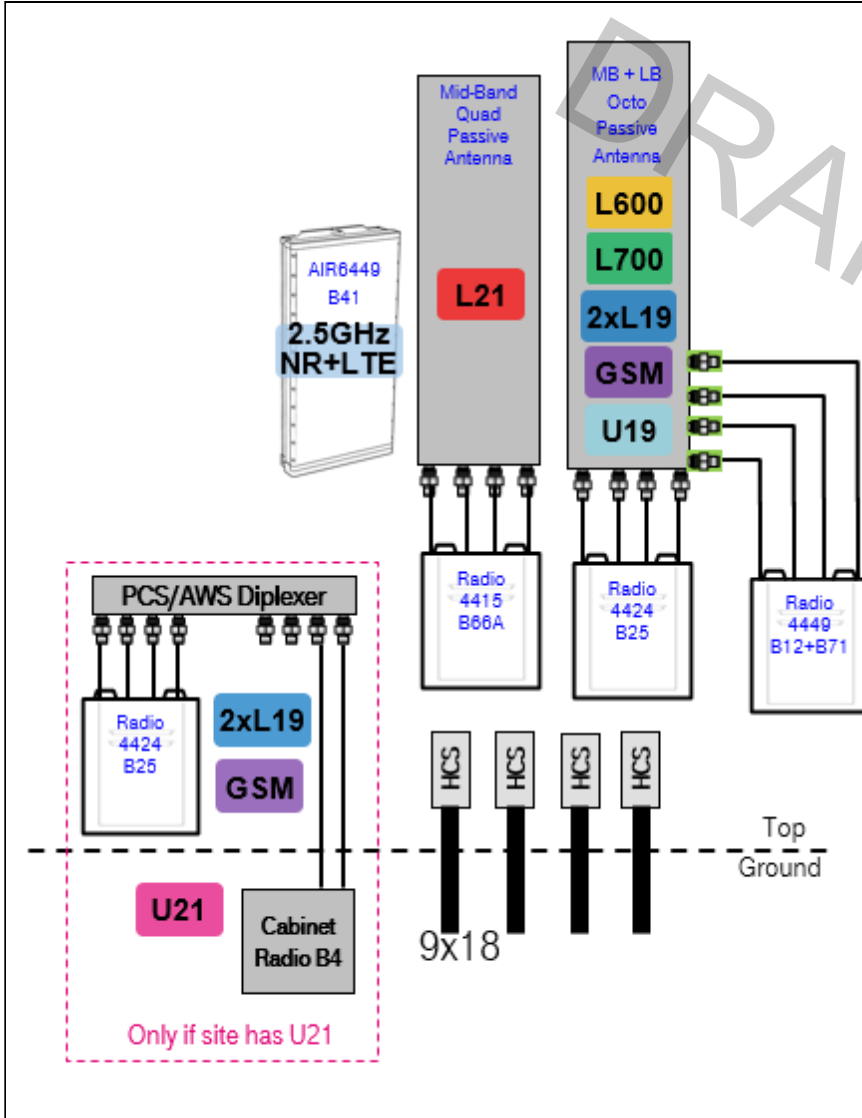 DRA
Mid-Band
Quad
Passive
Antenna
MB + LB
Octo
Passive
Antenna
L600
L700
2xL19
GSM
U19
L21
AIR6449
B41
2.5GHz
NR+LTE
Radio
4415
B66A
Radio
4424
B25
Radio
4449
B12+B71
PCS/AWS Diplexer
Radio
4424
B25
2xL19
GSM
HCS
HCS
HCS
HCS
Top
Ground
U21
Cabinet
Radio B4
9x18
Only if site has U21